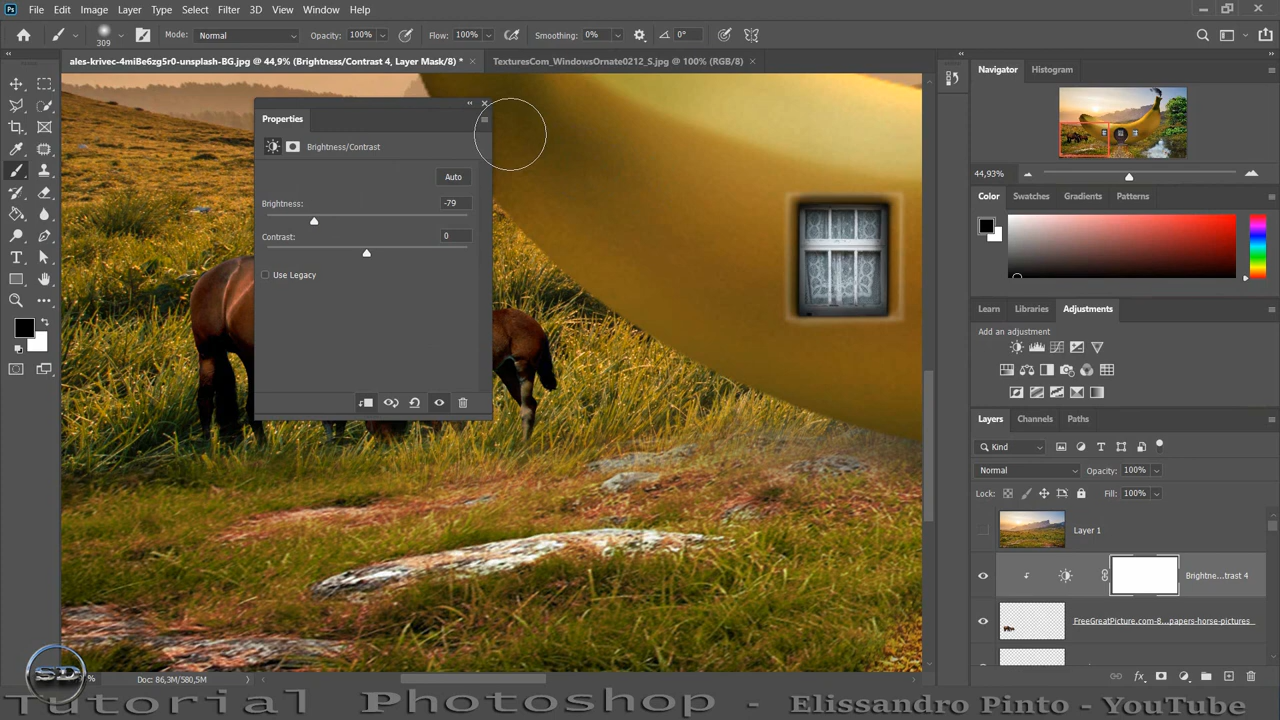 Ps File Edit Image Layer Type Select Filter 3D View Window Help
309 Mode: Normal Opacity: 100% Flow: 100% Smoothing: 0% 0°
ales-krivec-4miBe6zg5r0-unsplash-BG.jpg @ 44,9% (Brightness/Contrast 4, Layer Mask/8) * × TexturesCom_WindowsOrnate0212_S.jpg @ 100% (RGB/8) ×
Navigator Histogram
44,93%
Properties
Brightness/Contrast
Auto
Brightness: -79
Contrast: 0
Use Legacy
Color Swatches Gradients Patterns
Learn Libraries Adjustments
Add an adjustment
Layers Channels Paths
Kind
Normal Opacity: 100%
Lock: Fill: 100%
Layer 1
Brightne...trast 4
FreeGreatPicture.com-8...papers-horse-pictures
SD
% Doc: 86,3M/580,5M
Tutorial Photoshop - Elissandro Pinto - YouTube